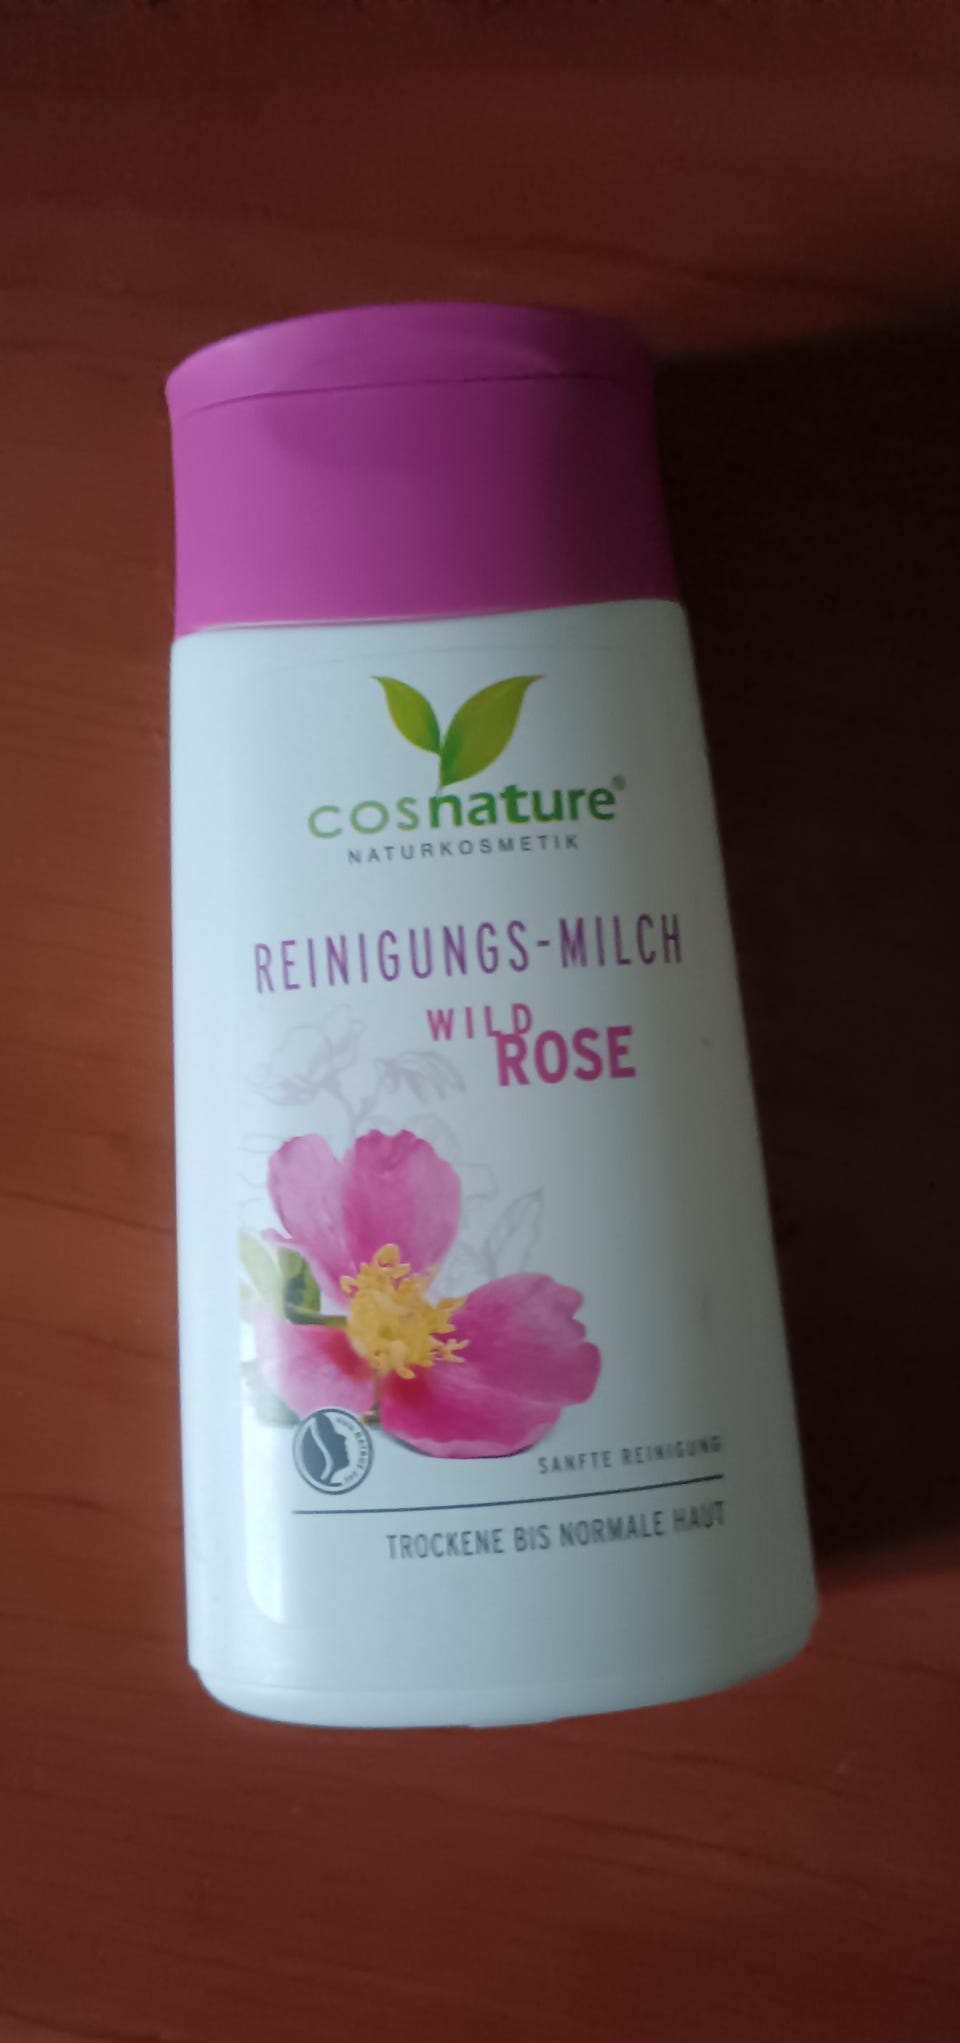 cosnature®
NATURKOSMETIK
REINIGUNGS-MILCH
WILD
ROSE
SANFTE REINIGUNG
TROCKENE BIS NORMALE HAUT